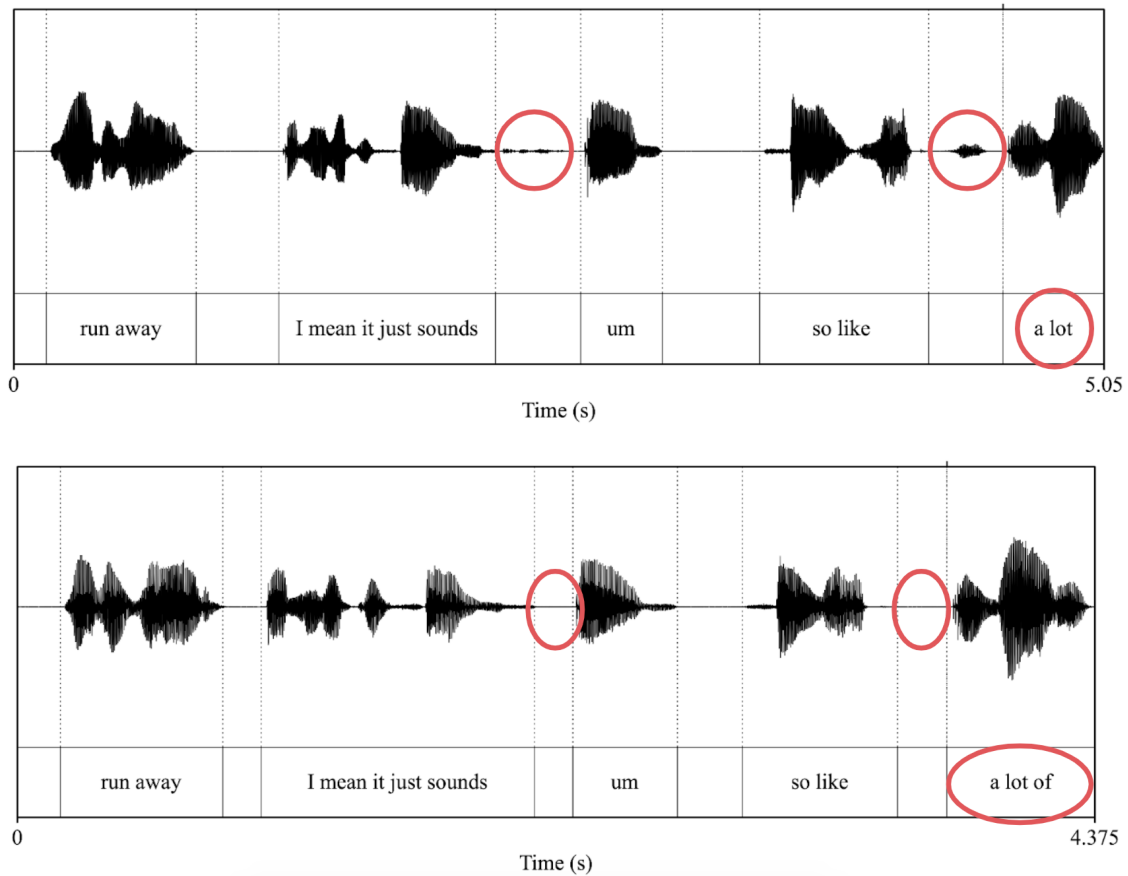 run away I mean it just sounds um so like a lot
0 5.05
Time (s)
run away I mean it just sounds um so like a lot of
0 4.375
Time (s)